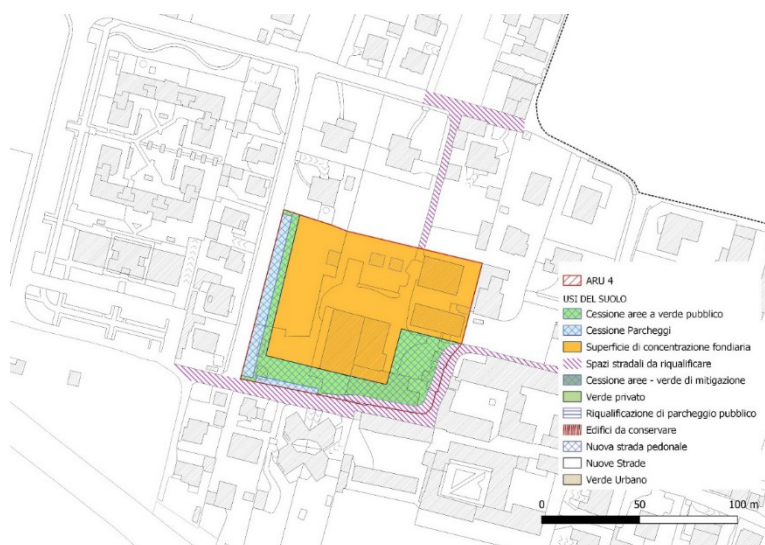 ARU 4
USI DEL SUOLO
Cessione aree a verde pubblico
Cessione Parcheggi
Superficie di concentrazione fondiaria
Spazi stradali da riqualificare
Cessione aree - verde di mitigazione
Verde privato
Riqualificazione di parcheggio pubblico
Edifici da conservare
Nuova strada pedonale
Nuove Strade
Verde Urbano
0 50 100 m